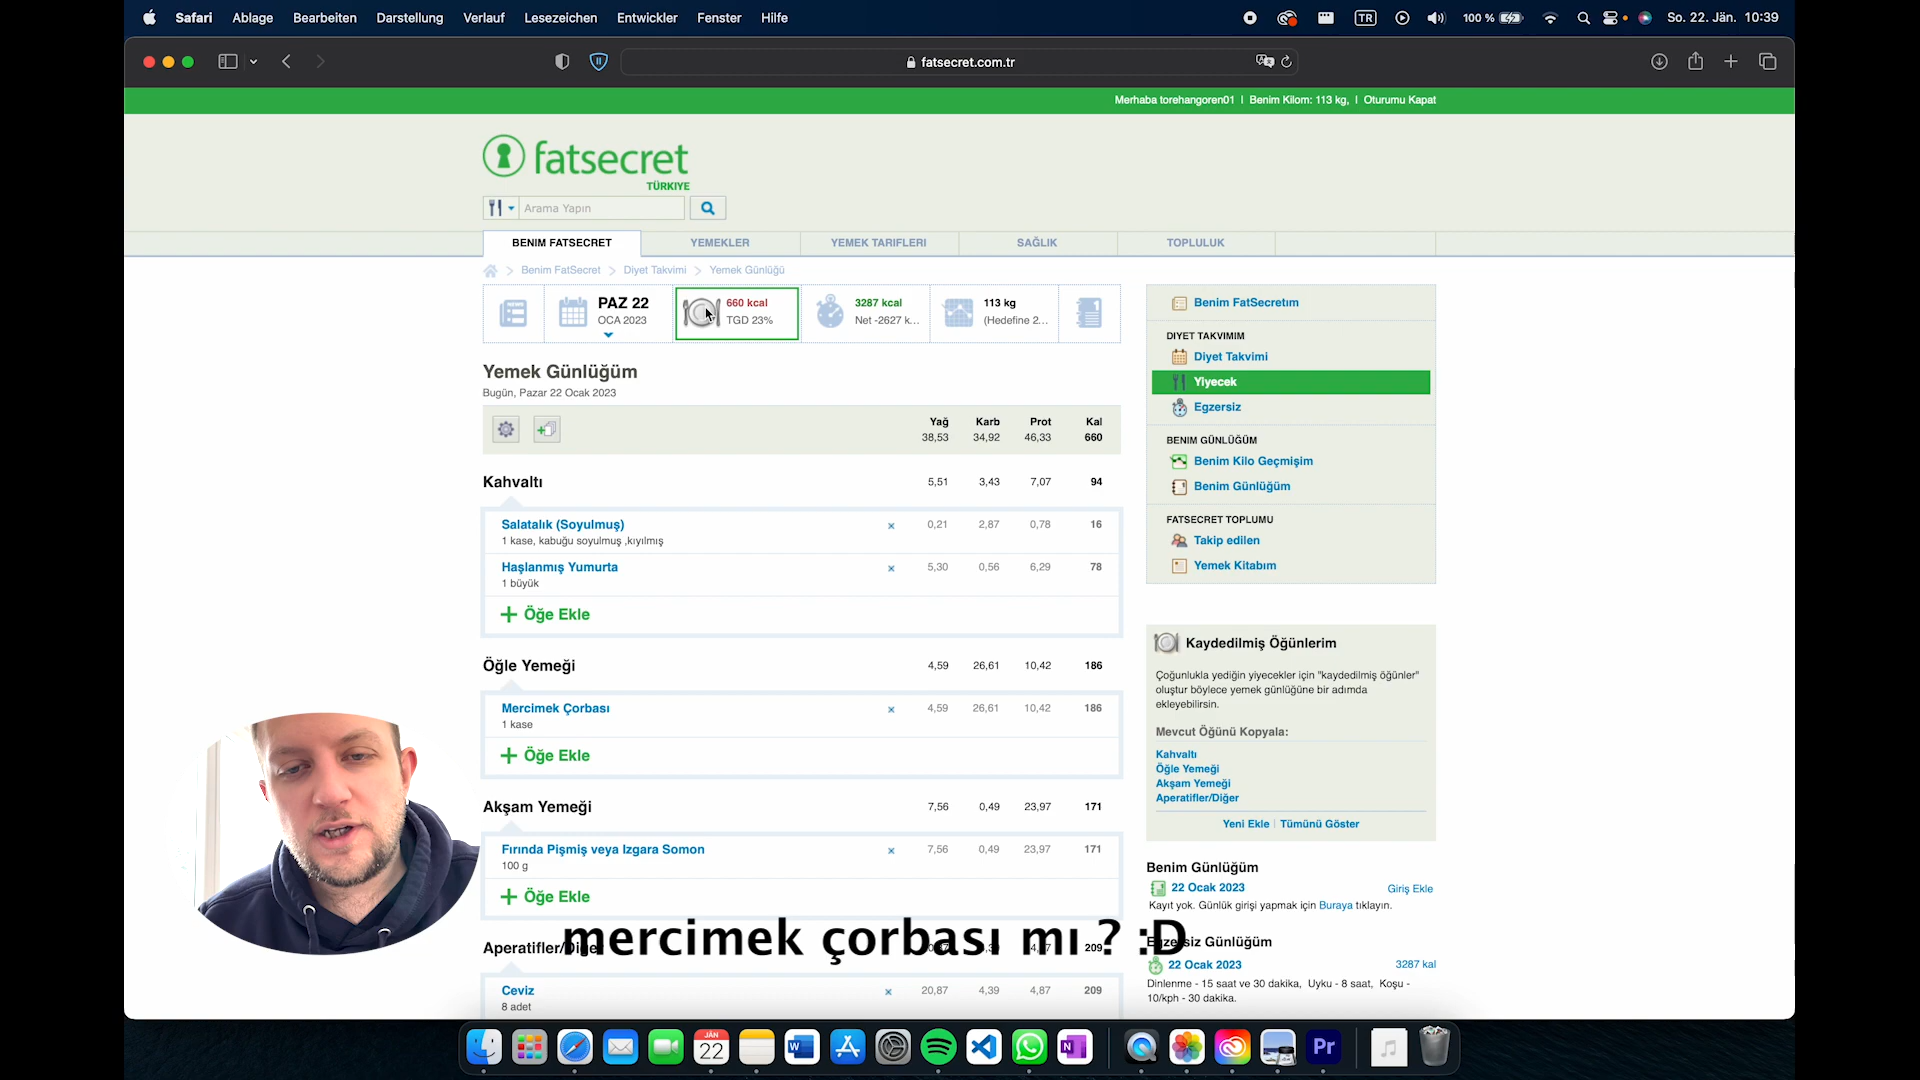 Safari Ablage Bearbeiten Darstellung Verlauf Lesezeichen Entwickler Fenster Hilfe
TR 100 % So. 22. Jän. 10:39
fatsecret.com.tr
Merhaba torehangoren01 | Benim Kilom: 113 kg, | Oturumu Kapat
fatsecret
TÜRKIYE
Arama Yapın
BENIM FATSECRET YEMEKLER YEMEK TARIFLERI SAĞLIK TOPLULUK
Benim FatSecret > Diyet Takvimi > Yemek Günlüğü
PAZ 22
OCA 2023
660 kcal
TGD 23%
3287 kcal
Net -2627 k...
113 kg
(Hedefine 2...
Yemek Günlüğüm
Bugün, Pazar 22 Ocak 2023
Yağ Karb Prot Kal
38,53 34,92 46,33 660
Kahvaltı 5,51 3,43 7,07 94
Salatalık (Soyulmuş) 0,21 2,87 0,78 16
1 kase, kabuğu soyulmuş ,kıyılmış
Haşlanmış Yumurta 5,30 0,56 6,29 78
1 büyük
+ Öğe Ekle
Öğle Yemeği 4,59 26,61 10,42 186
Mercimek Çorbası 4,59 26,61 10,42 186
1 kase
+ Öğe Ekle
Akşam Yemeği 7,56 0,49 23,97 171
Fırında Pişmiş veya Izgara Somon 7,56 0,49 23,97 171
100 g
+ Öğe Ekle
Aperatifler/Diğer 209
mercimek çorbası mı ? :D
Ceviz 20,87 4,39 4,87 209
8 adet
Benim FatSecretım
DIYET TAKVIMIM
Diyet Takvimi
Yiyecek
Egzersiz
BENIM GÜNLÜĞÜM
Benim Kilo Geçmişim
Benim Günlüğüm
FATSECRET TOPLUMU
Takip edilen
Yemek Kitabım
Kaydedilmiş Öğünlerim
Çoğunlukla yediğin yiyecekler için "kaydedilmiş öğünler"
oluştur böylece yemek günlüğüne bir adımda
ekleyebilirsin.
Mevcut Öğünü Kopyala:
Kahvaltı
Öğle Yemeği
Akşam Yemeği
Aperatifler/Diğer
Yeni Ekle | Tümünü Göster
Benim Günlüğüm
22 Ocak 2023 Giriş Ekle
Kayıt yok. Günlük girişi yapmak için Buraya tıklayın.
Egzersiz Günlüğüm
22 Ocak 2023 3287 kal
Dinlenme - 15 saat ve 30 dakika, Uyku - 8 saat, Koşu -
10/kph - 30 dakika.
JÄN
22
W
N
Pr